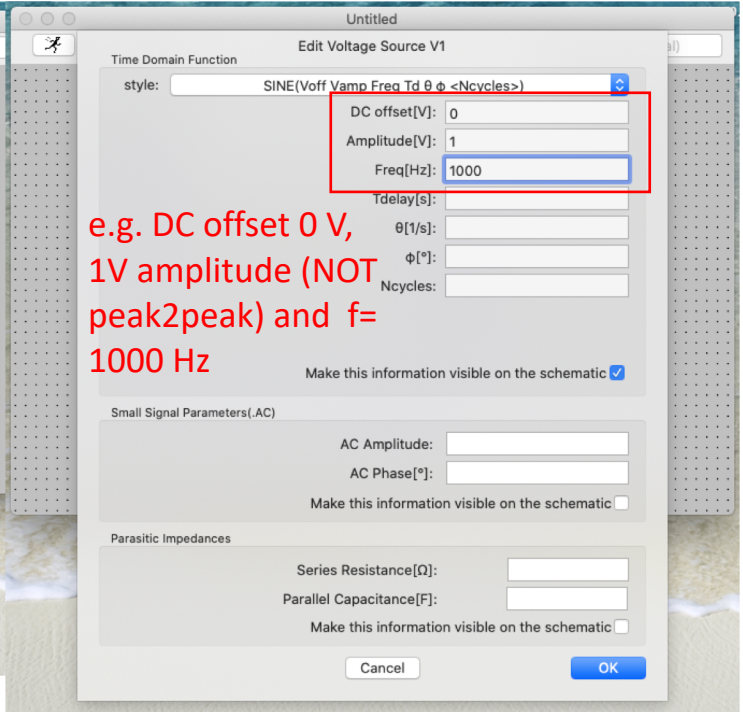 Untitled
Edit Voltage Source V1
Time Domain Function
style: SINE(Voff Vamp Freq Td θ ϕ <Ncycles>)
DC offset[V]: 0
Amplitude[V]: 1
Freq[Hz]: 1000
Tdelay[s]:
θ[1/s]:
ϕ[°]:
Ncycles:
e.g. DC offset 0 V,
1V amplitude (NOT
peak2peak) and f=
1000 Hz
Make this information visible on the schematic
Small Signal Parameters(.AC)
AC Amplitude:
AC Phase[°]:
Make this information visible on the schematic
Parasitic Impedances
Series Resistance[Ω]:
Parallel Capacitance[F]:
Make this information visible on the schematic
Cancel OK